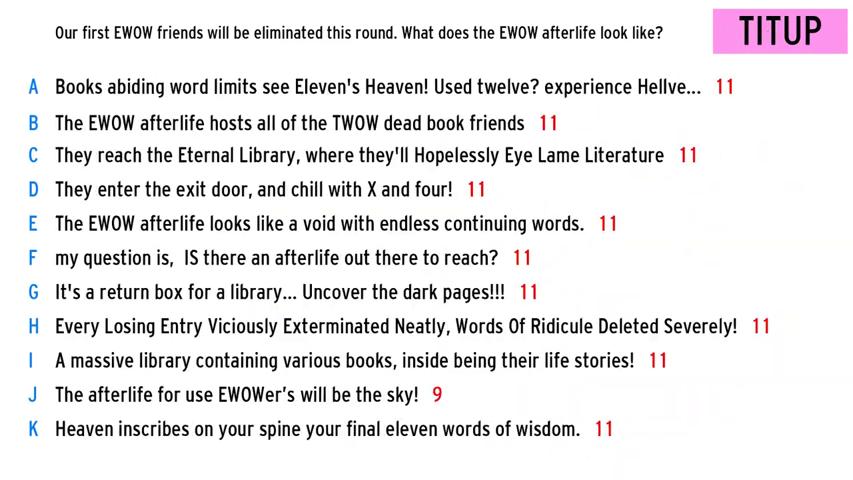 Our first EWOW friends will be eliminated this round. What does the EWOW afterlife look like?
TITUP
A Books abiding word limits see Eleven's Heaven! Used twelve? experience Hellve... 11
B The EWOW afterlife hosts all of the TWOW dead book friends 11
C They reach the Eternal Library, where they'll Hopelessly Eye Lame Literature 11
D They enter the exit door, and chill with X and four! 11
E The EWOW afterlife looks like a void with endless continuing words. 11
F my question is, IS there an afterlife out there to reach? 11
G It's a return box for a library... Uncover the dark pages!!! 11
H Every Losing Entry Viciously Exterminated Neatly, Words Of Ridicule Deleted Severely! 11
I A massive library containing various books, inside being their life stories! 11
J The afterlife for use EWOWer's will be the sky! 9
K Heaven inscribes on your spine your final eleven words of wisdom. 11